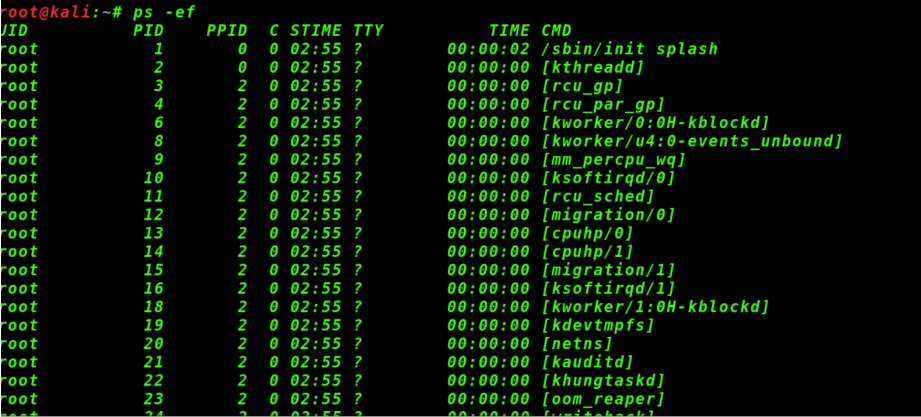 root@kali:~# ps -ef
UID PID PPID C STIME TTY TIME CMD
root 1 0 0 02:55 ? 00:00:02 /sbin/init splash
root 2 0 0 02:55 ? 00:00:00 [kthreadd]
root 3 2 0 02:55 ? 00:00:00 [rcu_gp]
root 4 2 0 02:55 ? 00:00:00 [rcu_par_gp]
root 6 2 0 02:55 ? 00:00:00 [kworker/0:0H-kblockd]
root 8 2 0 02:55 ? 00:00:00 [kworker/u4:0-events_unbound]
root 9 2 0 02:55 ? 00:00:00 [mm_percpu_wq]
root 10 2 0 02:55 ? 00:00:00 [ksoftirqd/0]
root 11 2 0 02:55 ? 00:00:00 [rcu_sched]
root 12 2 0 02:55 ? 00:00:00 [migration/0]
root 13 2 0 02:55 ? 00:00:00 [cpuhp/0]
root 14 2 0 02:55 ? 00:00:00 [cpuhp/1]
root 15 2 0 02:55 ? 00:00:00 [migration/1]
root 16 2 0 02:55 ? 00:00:00 [ksoftirqd/1]
root 18 2 0 02:55 ? 00:00:00 [kworker/1:0H-kblockd]
root 19 2 0 02:55 ? 00:00:00 [kdevtmpfs]
root 20 2 0 02:55 ? 00:00:00 [netns]
root 21 2 0 02:55 ? 00:00:00 [kauditd]
root 22 2 0 02:55 ? 00:00:00 [khungtaskd]
root 23 2 0 02:55 ? 00:00:00 [oom_reaper]